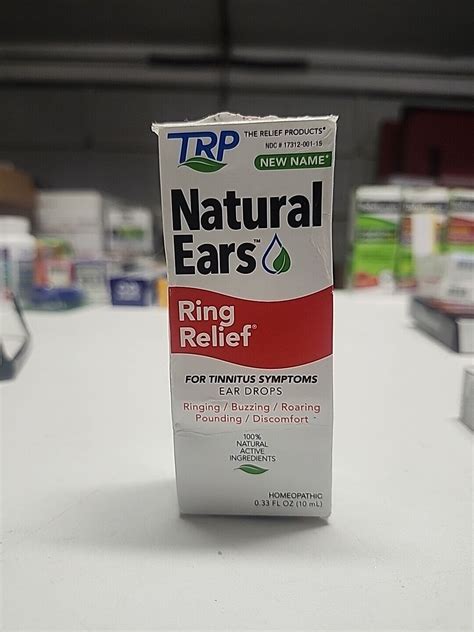 TRP THE RELIEF PRODUCTS®
NDC # 17312-001-15
NEW NAME*
Natural
Ears™
Ring
Relief®
FOR TINNITUS SYMPTOMS
EAR DROPS
Ringing / Buzzing / Roaring
Pounding / Discomfort
100%
NATURAL
ACTIVE
INGREDIENTS
HOMEOPATHIC
0.33 FL OZ (10 mL)